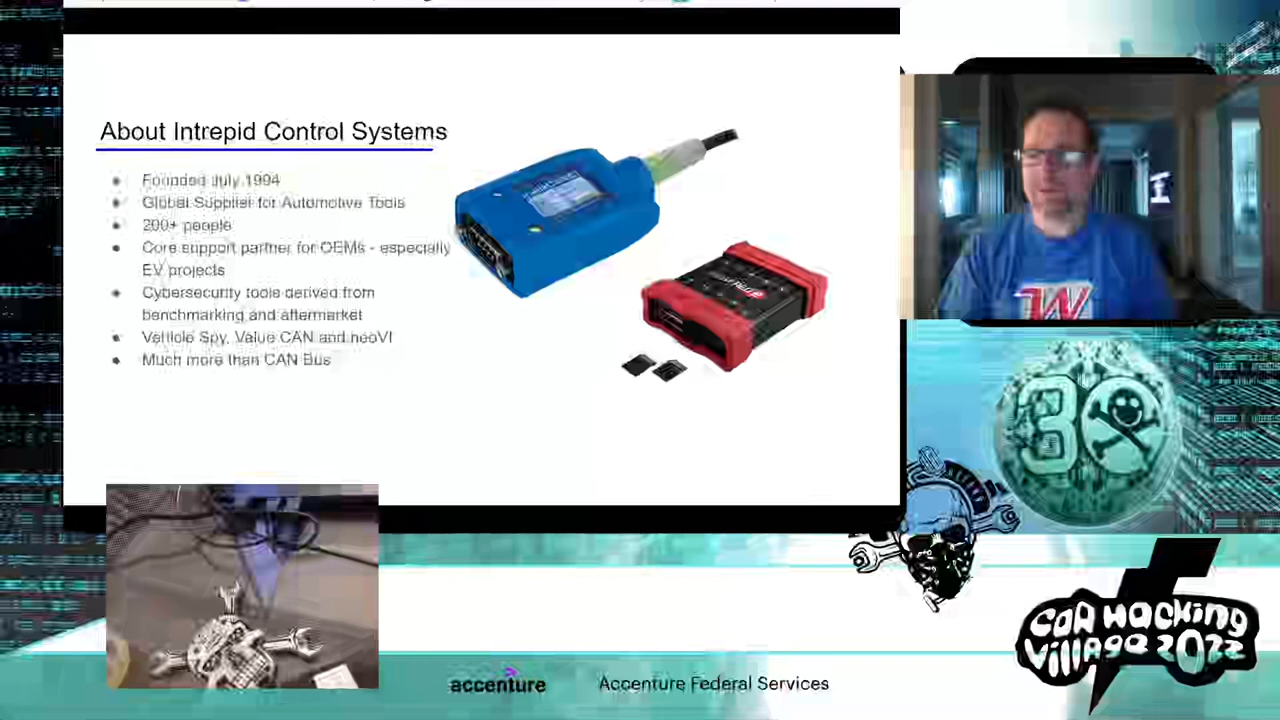 About Intrepid Control Systems
Founded July 1994
Global Supplier for Automotive Tools
200+ people
Core support partner for OEMs - especially
EV projects
Cybersecurity tools derived from
benchmarking and aftermarket
Vehicle Spy, Value CAN and neoVI
Much more than CAN Bus
W
30
CAR HACKING
VILLAGE 2022
accenture
Accenture Federal Services